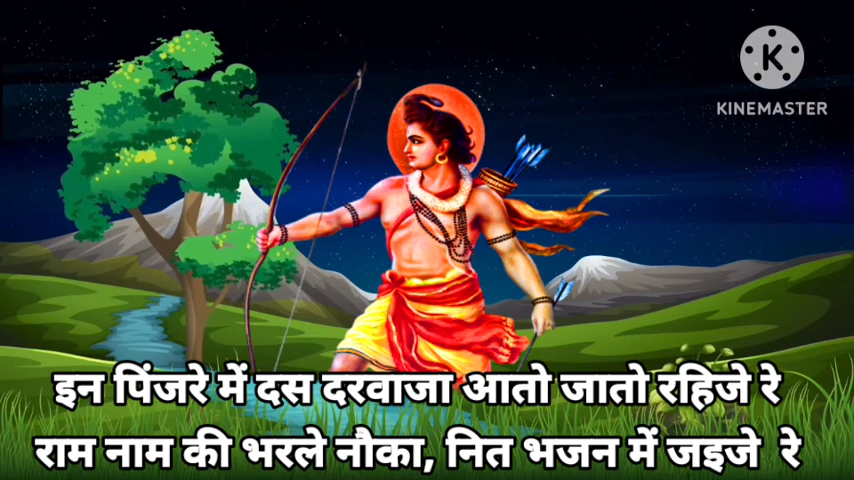 KINEMASTER
इन पिंजरे में दस दरवाजा आतो जातो रहिजे रे
राम नाम की भरले नौका, नित भजन में जइजे रे